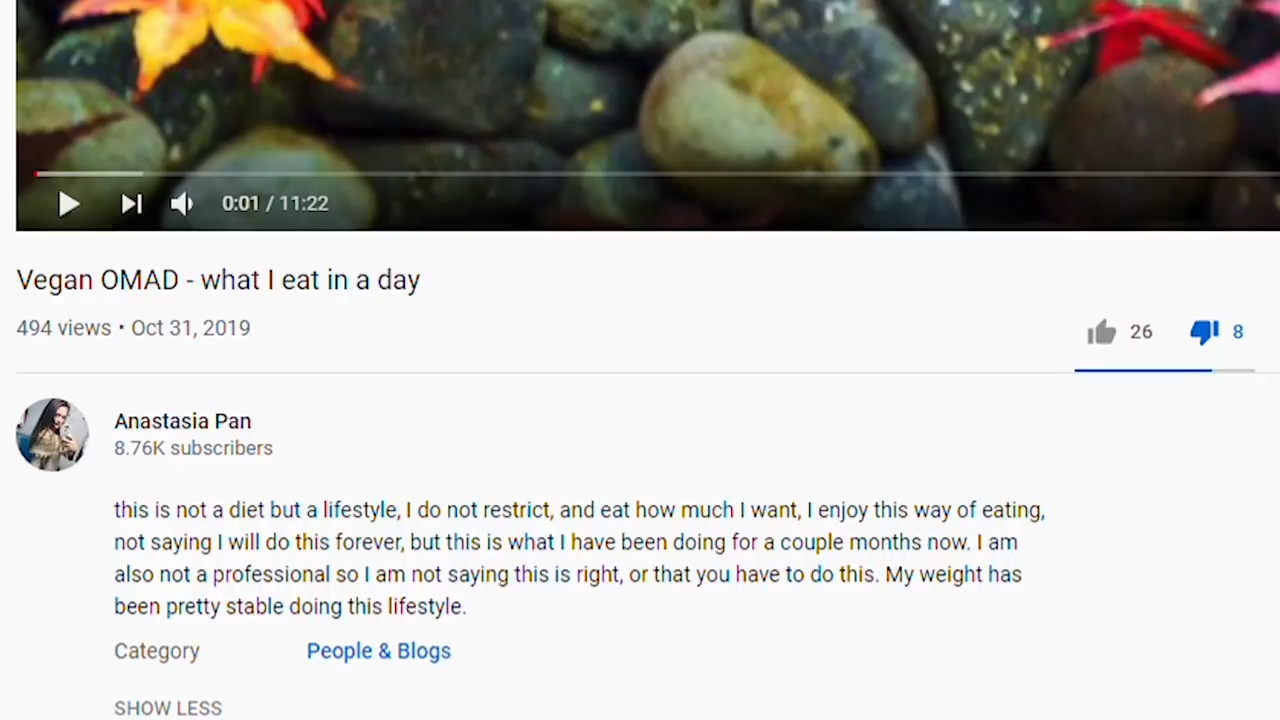 0:01 / 11:22
Vegan OMAD - what I eat in a day
494 views • Oct 31, 2019
26
8
Anastasia Pan
8.76K subscribers
this is not a diet but a lifestyle, I do not restrict, and eat how much I want, I enjoy this way of eating,
not saying I will do this forever, but this is what I have been doing for a couple months now. I am
also not a professional so I am not saying this is right, or that you have to do this. My weight has
been pretty stable doing this lifestyle.
Category People & Blogs
SHOW LESS